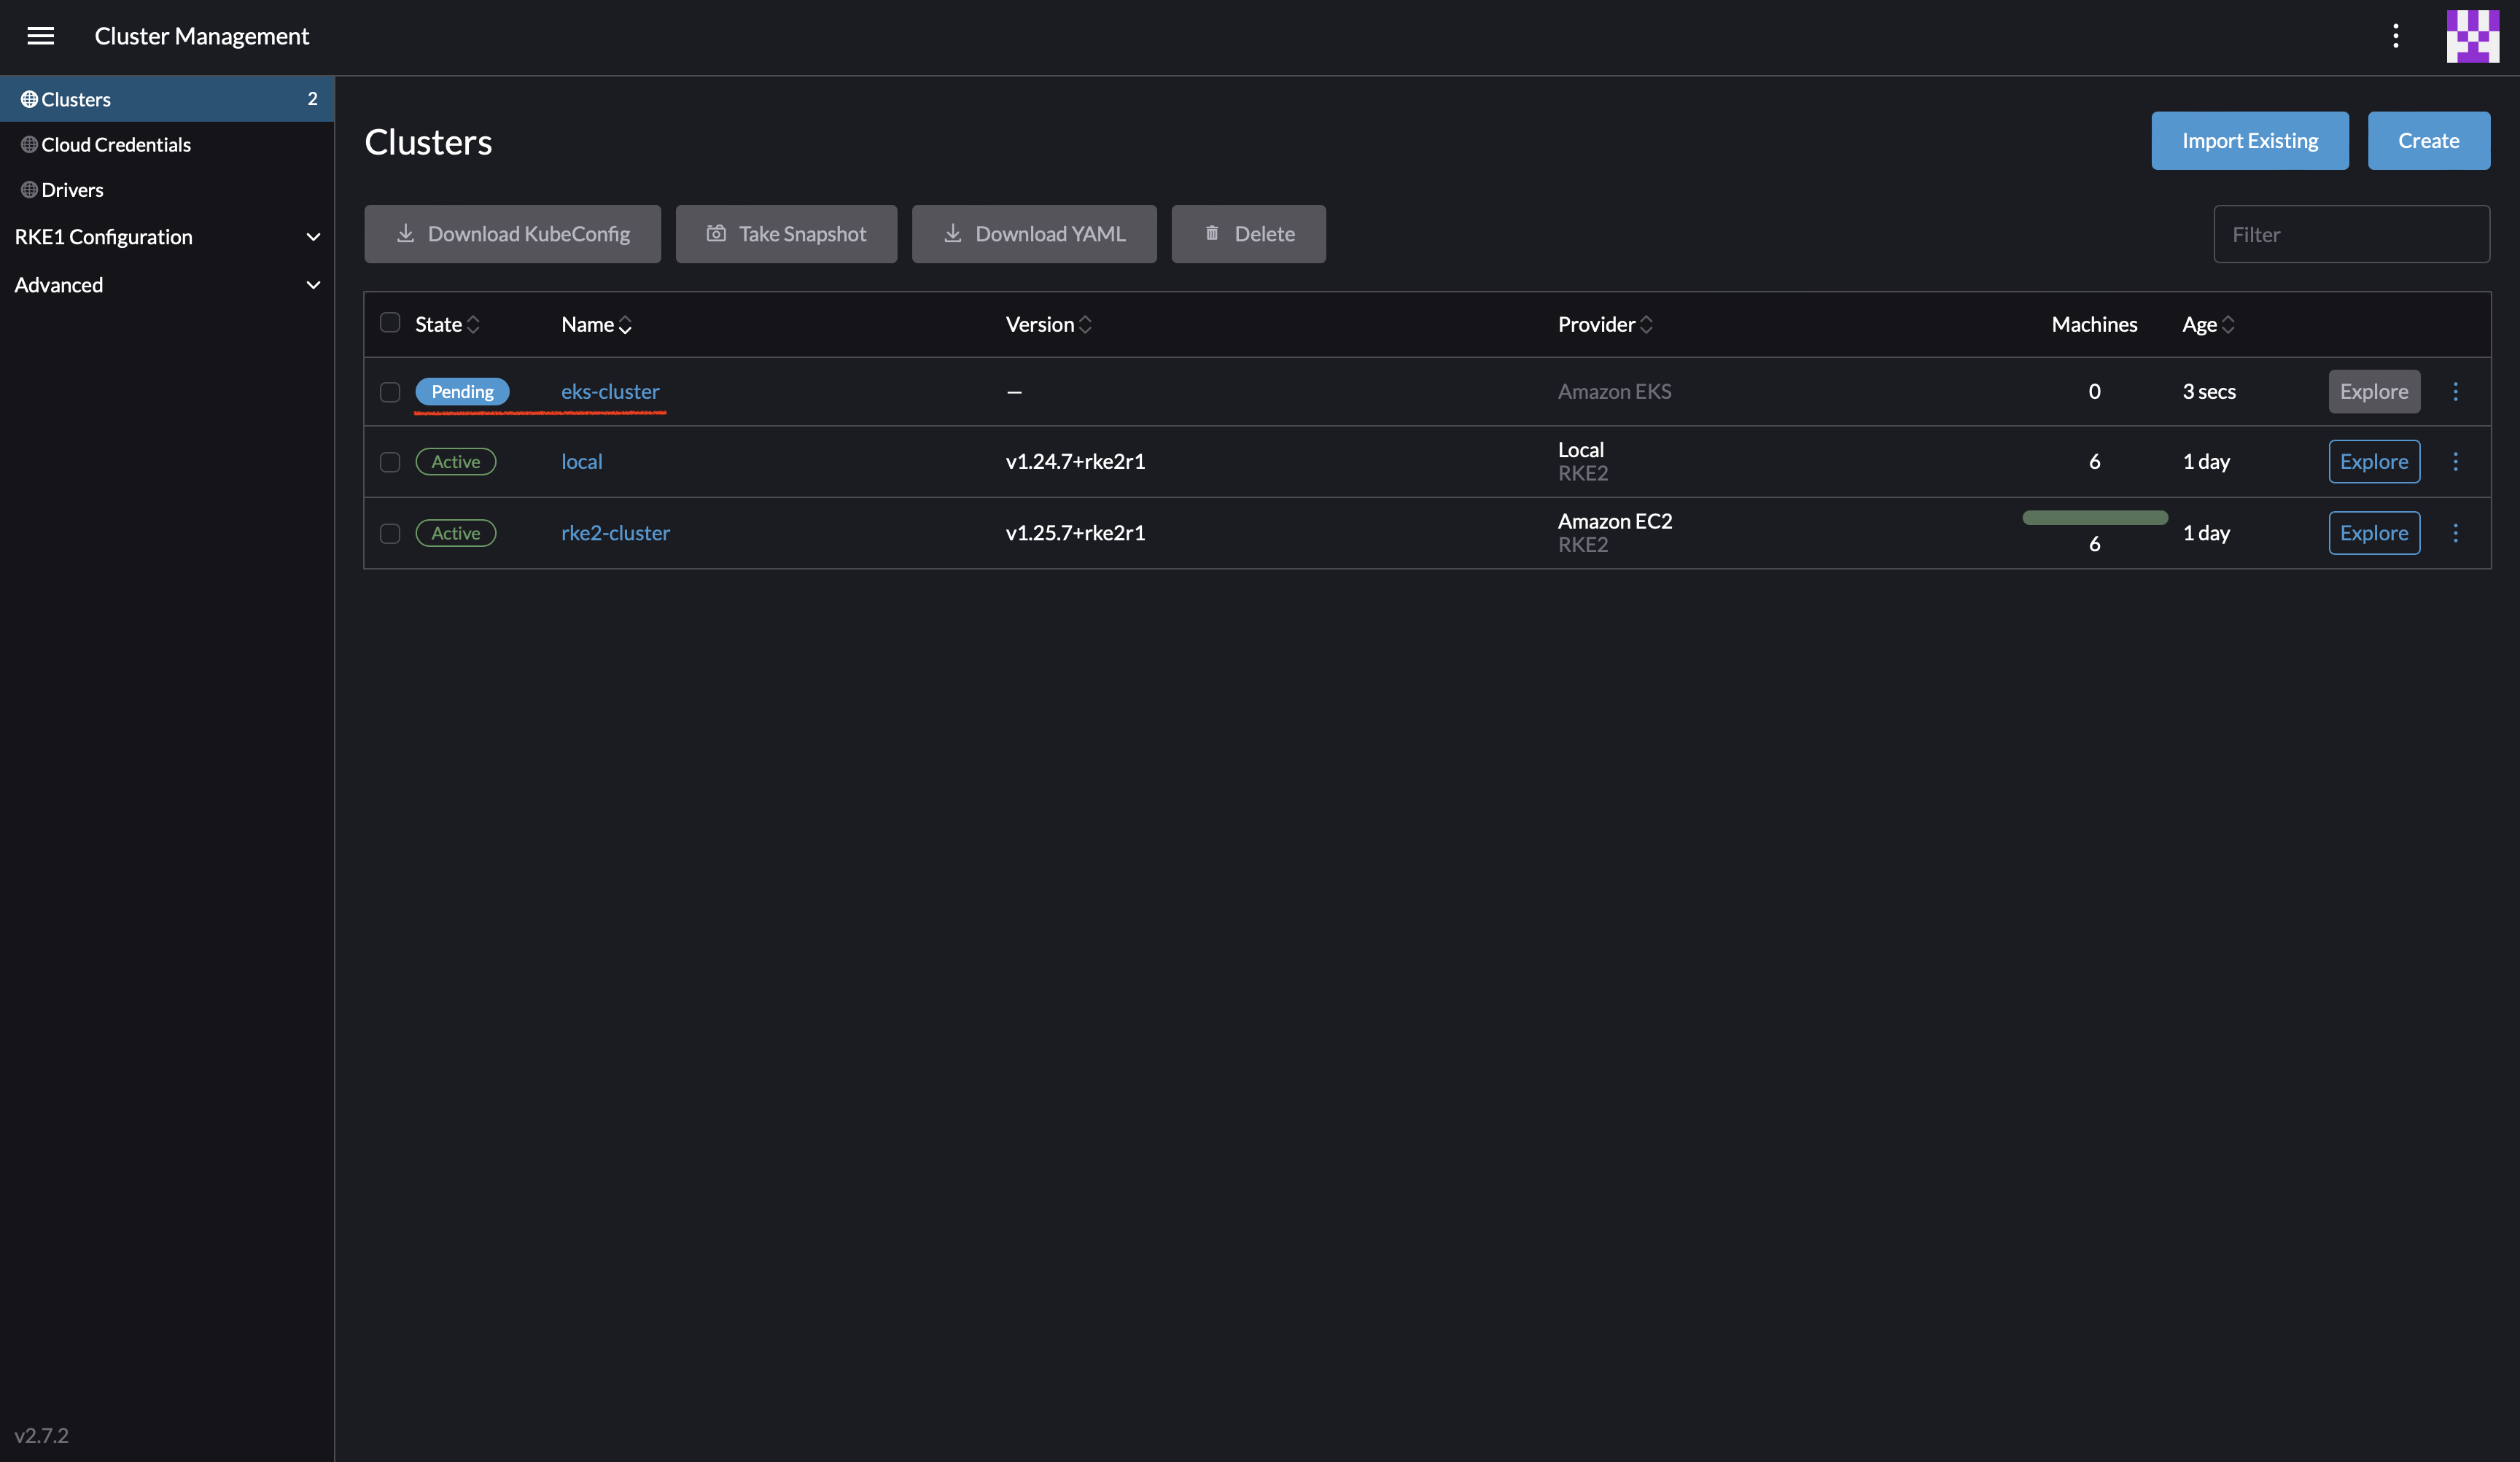 Cluster Management
Clusters 2
Cloud Credentials
Drivers
RKE1 Configuration
Advanced
Clusters
Import Existing Create
Download KubeConfig Take Snapshot Download YAML Delete
Filter
State Name Version Provider Machines Age
Pending eks-cluster — Amazon EKS 0 3 secs Explore
Active local v1.24.7+rke2r1 Local 6 1 day Explore
RKE2
Active rke2-cluster v1.25.7+rke2r1 Amazon EC2 6 1 day Explore
RKE2
v2.7.2